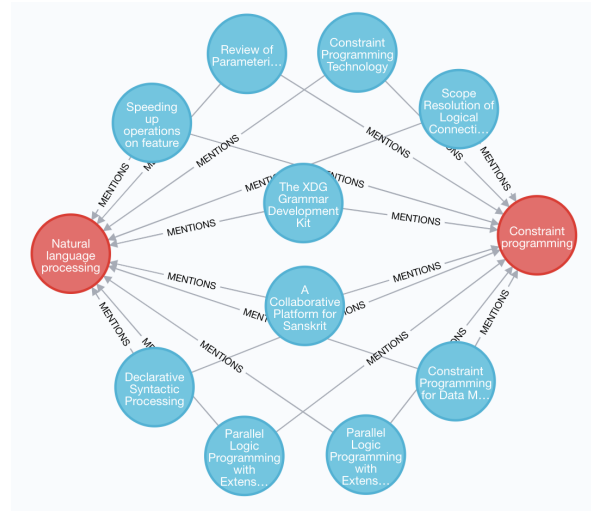 Review of
Parameteri...
Constraint
Programming
Technology
Speeding
up
operations
on feature
Scope
Resolution of
Logical
Connecti...
MENTIONS
MENTIONS
MENTIONS
MENTIONS
MENTIONS
The XDG
Grammar
Development
Kit
MENTIONS
MENTIONS
Natural
language
processing
Constraint
programming
MENTIONS
MENTIONS
A
Collaborative
Platform for
Sanskrit
MENTIONS
MENTIONS
MENTIONS
MENTIONS
Declarative
Syntactic
Processing
Constraint
Programming
for Data M...
Parallel
Logic
Programming
with
Extens...
Parallel
Logic
Programming
with
Extens...